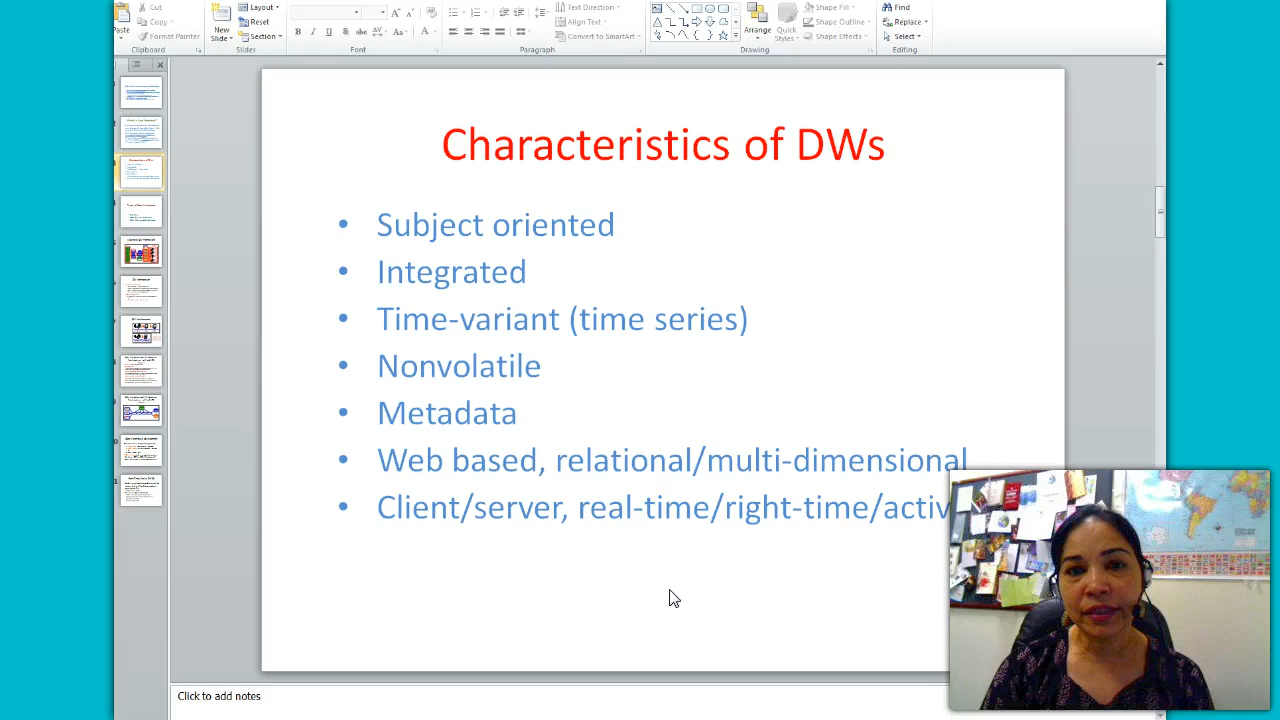 Cut
Layout
Text Direction
Shape Fill
Find
Copy
Reset
Align Text
Shape Outline
Replace
Paste
Format Painter
New
Slide
Section
B I U S abc AV Aa A
Convert to SmartArt
Arrange
Quick
Styles
Shape Effects
Select
Clipboard
Slides
Font
Paragraph
Drawing
Editing
Characteristics of DWs
• Subject oriented
• Integrated
• Time-variant (time series)
• Nonvolatile
• Metadata
• Web based, relational/multi-dimensional
• Client/server, real-time/right-time/activ
Click to add notes